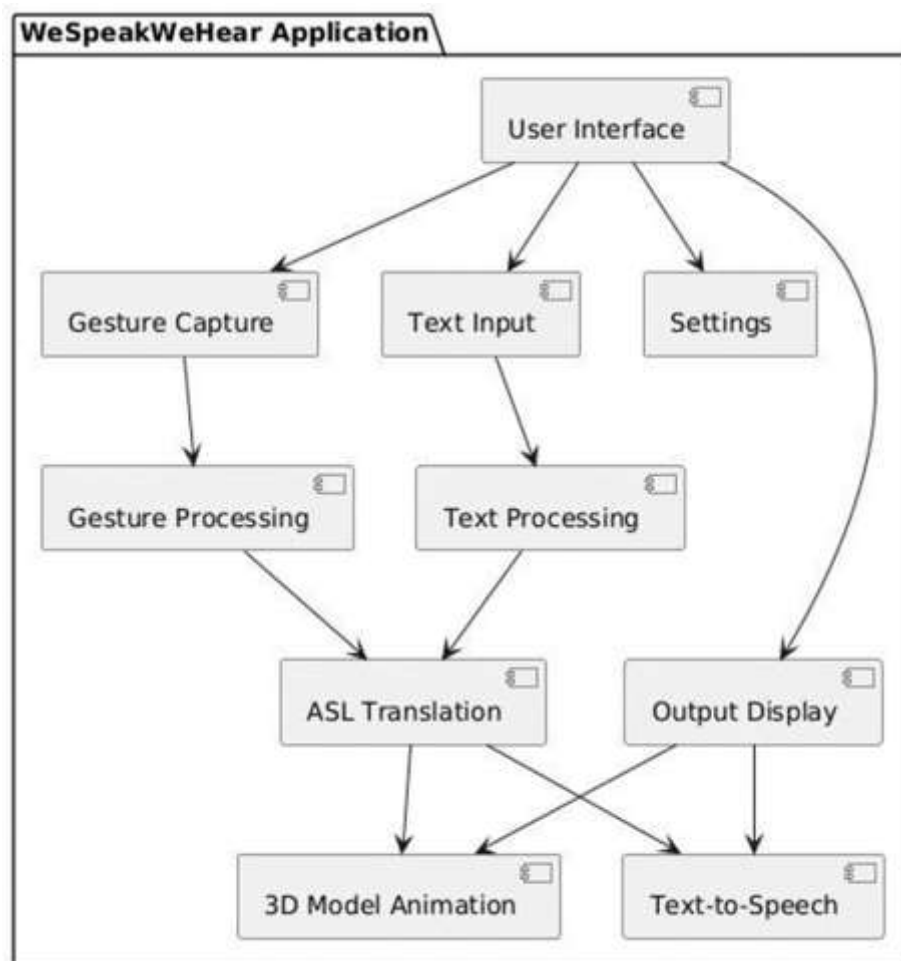 WeSpeakWeHear Application
User Interface
Gesture Capture
Text Input
Settings
Gesture Processing
Text Processing
ASL Translation
Output Display
3D Model Animation
Text-to-Speech